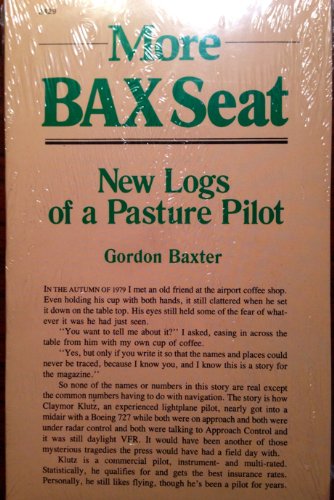 More
BAX Seat
New Logs
of a Pasture Pilot
Gordon Baxter
IN THE AUTUMN OF 1979 I met an old friend at the airport coffee shop.
Even holding his cup with both hands, it still clattered when he set
it down on the table top. His eyes still held some of the fear of what-
ever it was he had just seen.
"You want to tell me about it?" I asked, easing in across the
table from him with my own cup of coffee.
"Yes, but only if you write it so that the names and places could
never be traced, because I know you, and I know this is a story for
the magazine."
So none of the names or numbers in this story are real except
the common numbers having to do with navigation. The story is how
Claymor Klutz, an experienced lightplane pilot, nearly got into a
midair with a Boeing 727 while both were on approach and both were
under radar control and both were talking to Approach Control and
it was still daylight VFR. It would have been another of those
mysterious tragedies the press would have had a field day with.
Klutz is a commercial pilot, instrument- and multi-rated.
Statistically, he qualifies for and gets the best insurance rates.
Personally, he still likes flying, though he's been a pilot for years.